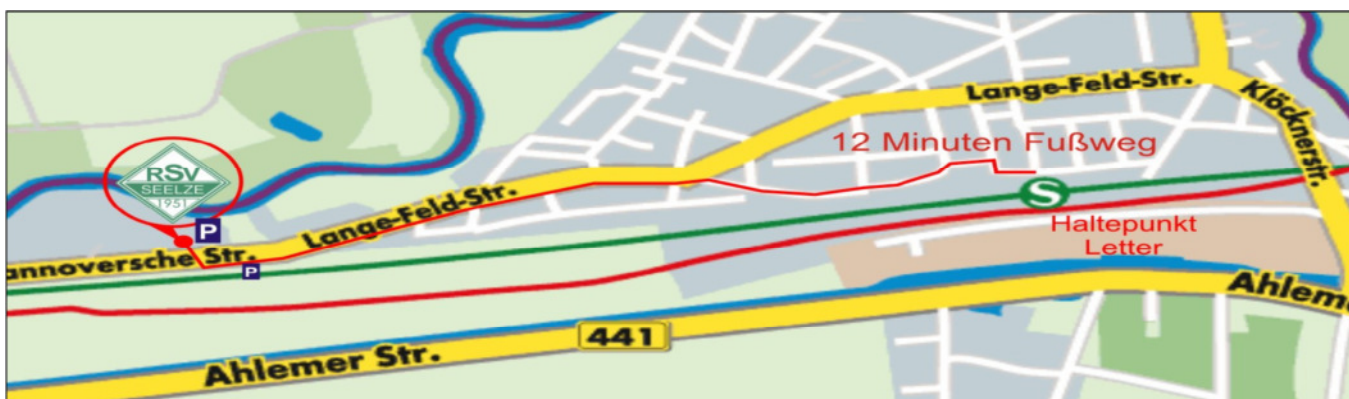 Lange-Feld-Str.
Klöcknerstr.
12 Minuten Fußweg
RSV
SEELZE
1951
S
Lange-Feld-Str.
P
Haltepunkt
Letter
annoversche Str.
P
Ahlemer Str.
441
Ahleme